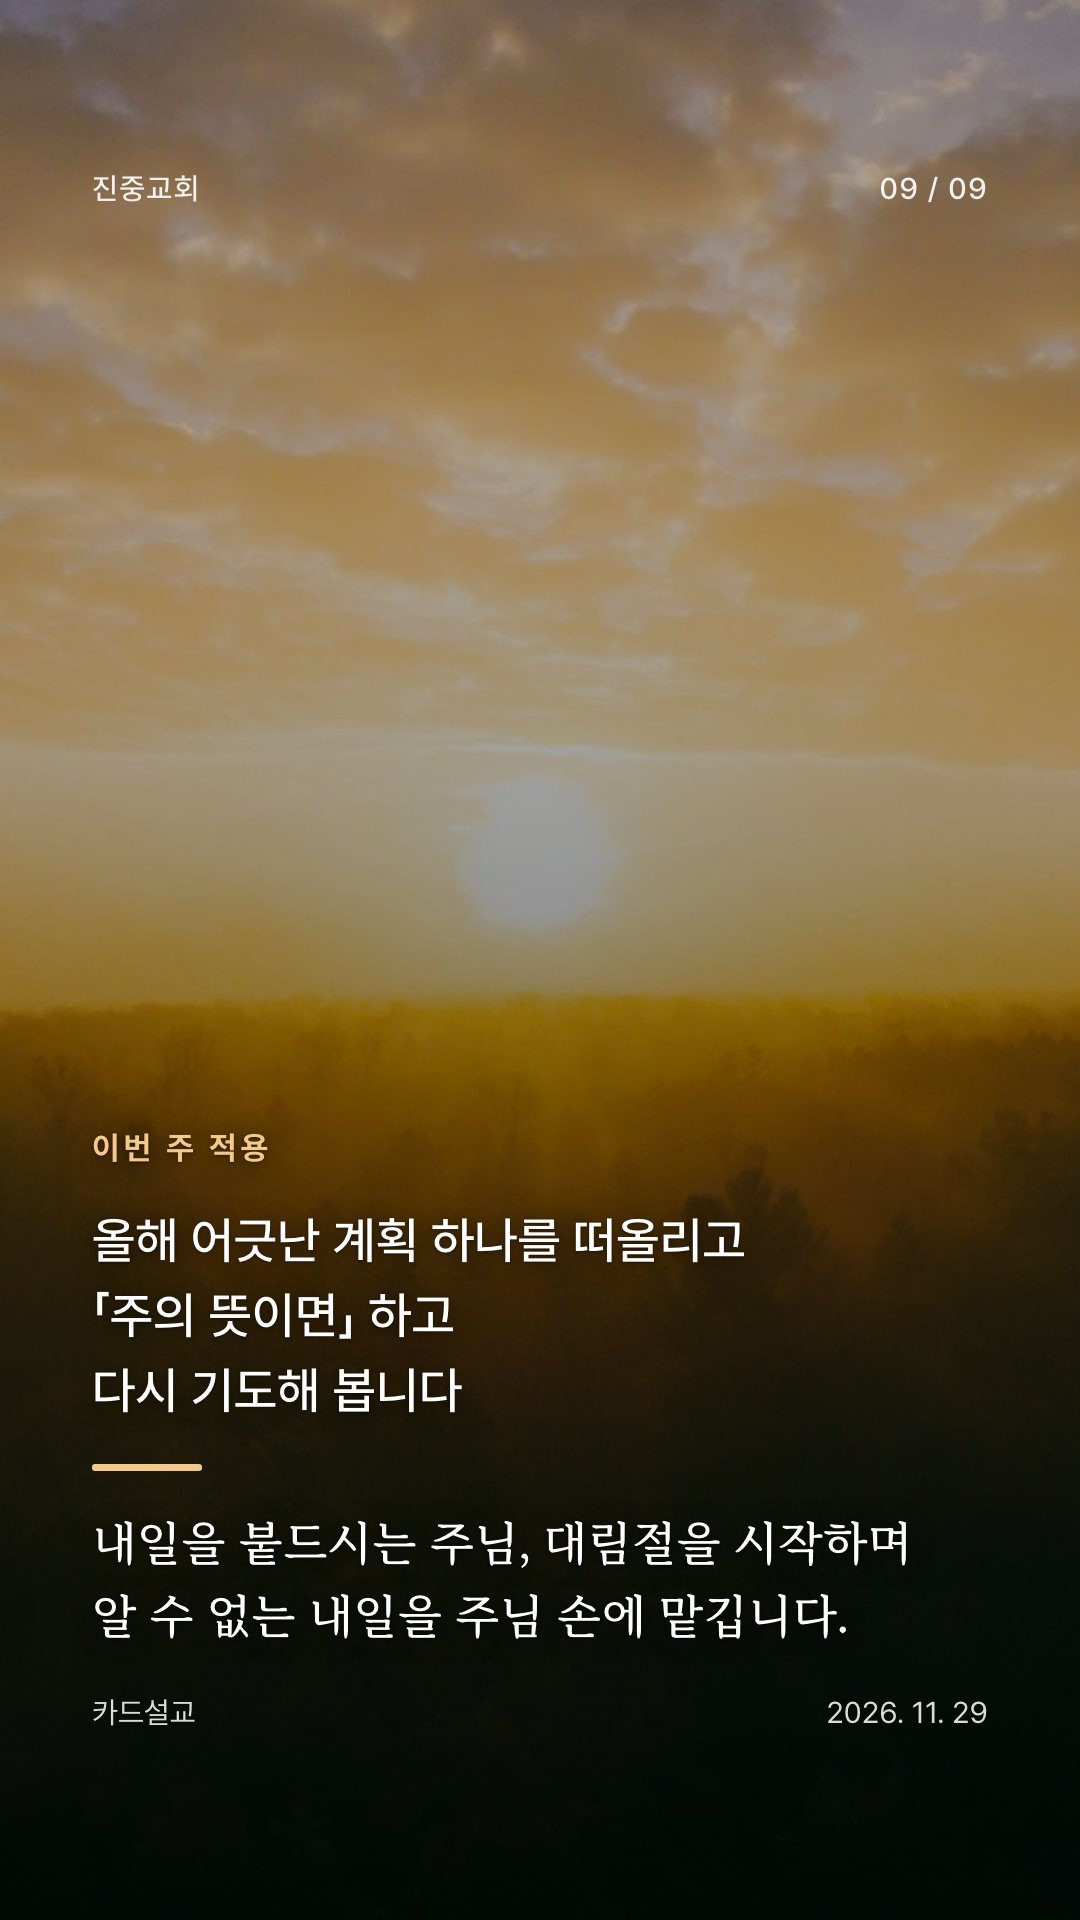 진중교회
09 / 09
이번 주 적용
올해 어긋난 계획 하나를 떠올리고
「주의 뜻이면」 하고
다시 기도해 봅니다
내일을 붙드시는 주님, 대림절을 시작하며
알 수 없는 내일을 주님 손에 맡깁니다.
카드설교
2026. 11. 29